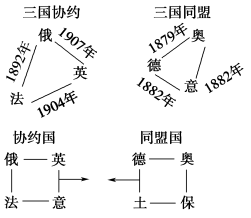 三国协约
俄
1907年
英
1904年
法
1892年
三国同盟
奥
1879年
德
意
1882年
1882年
协约国
俄 英
法 意
同盟国
德 奥
土 保